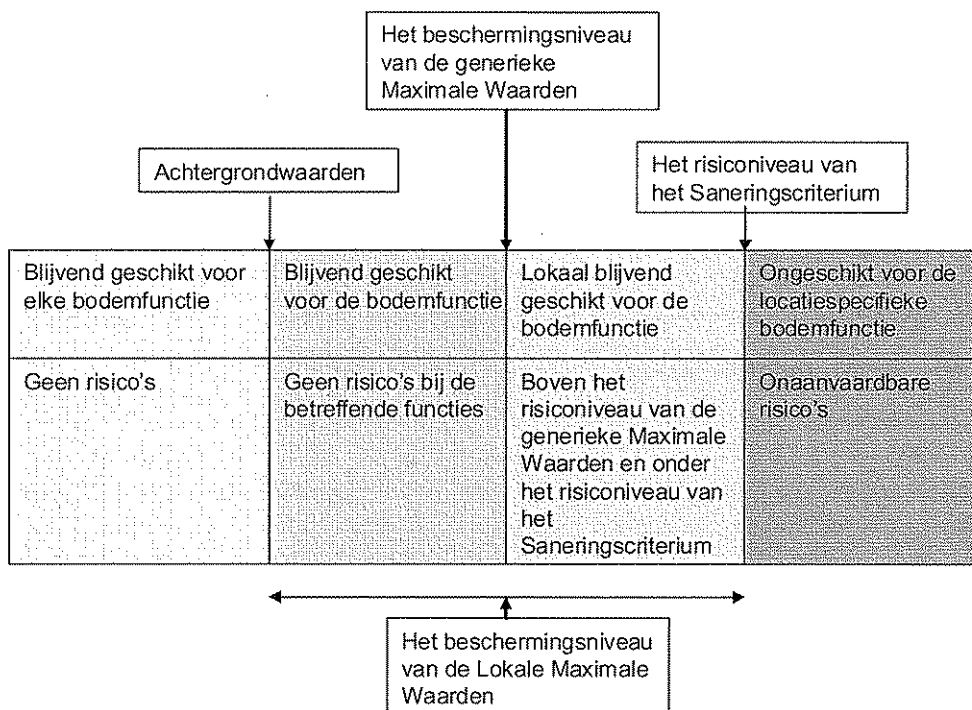 Het beschermingsniveau
van de generieke
Maximale Waarden
Achtergrondwaarden
Het risiconiveau van
het Saneringscriterium
Blijvend geschikt voor
elke bodemfunctie
Blijvend geschikt
voor de bodemfunctie
Lokaal blijvend
geschikt voor de
bodemfunctie
Ongeschikt voor de
locatiespecifieke
bodemfunctie
Geen risico's
Geen risico's bij de
betreffende functies
Boven het
risiconiveau van de
generieke Maximale
Waarden en onder
het risiconiveau van
het
Saneringscriterium
Onaanvaardbare
risico's
Het beschermingsniveau
van de Lokale Maximale
Waarden